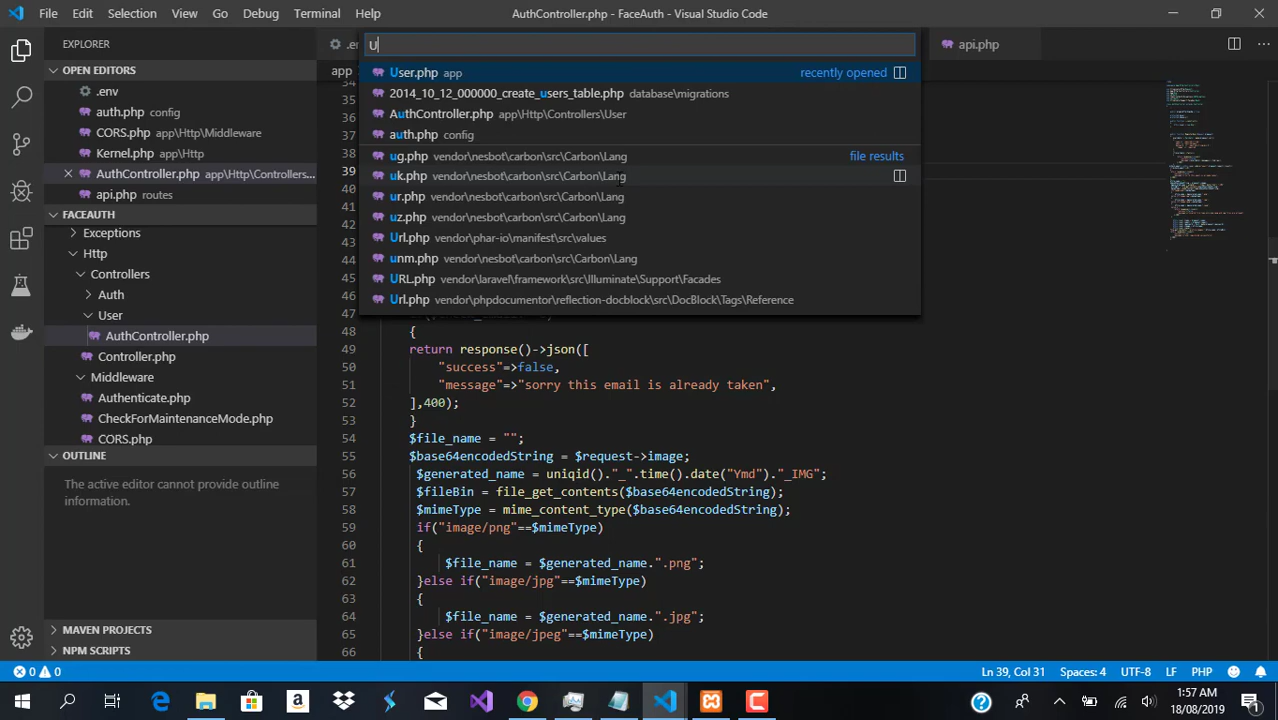 File Edit Selection View Go Debug Terminal Help AuthController.php - FaceAuth - Visual Studio Code
EXPLORER
OPEN EDITORS
.env
auth.php config
CORS.php app\Http\Middleware
Kernel.php app\Http
AuthController.php app\Http\Controllers...
api.php routes
FACEAUTH
Exceptions
Http
Controllers
Auth
User
AuthController.php
Controller.php
Middleware
Authenticate.php
CheckForMaintenanceMode.php
CORS.php
OUTLINE
The active editor cannot provide outline
information.
MAVEN PROJECTS
NPM SCRIPTS
api.php
app
U
User.php app recently opened
2014_10_12_000000_create_users_table.php database\migrations
AuthController.php app\Http\Controllers\User
auth.php config
ug.php vendor\nesbot\carbon\src\Carbon\Lang file results
uk.php vendor\nesbot\carbon\src\Carbon\Lang
ur.php vendor\nesbot\carbon\src\Carbon\Lang
uz.php vendor\nesbot\carbon\src\Carbon\Lang
Url.php vendor\phar-io\manifest\src\values
unm.php vendor\nesbot\carbon\src\Carbon\Lang
URL.php vendor\laravel\framework\src\Illuminate\Support\Facades
Url.php vendor\phpdocumentor\reflection-docblock\src\DocBlock\Tags\Reference
34
35
36
37
38
39
40
41
42
43
44
45
46
47
48 {
49 return response()->json([
50 "success"=>false,
51 "message"=>"sorry this email is already taken",
52 ],400);
53 }
54 $file_name = "";
55 $base64encodedString = $request->image;
56 $generated_name = uniqid()."_".time().date("Ymd")."_IMG";
57 $fileBin = file_get_contents($base64encodedString);
58 $mimeType = mime_content_type($base64encodedString);
59 if("image/png"==$mimeType)
60 {
61 $file_name = $generated_name.".png";
62 }else if("image/jpg"==$mimeType)
63 {
64 $file_name = $generated_name.".jpg";
65 }else if("image/jpeg"==$mimeType)
66 {
0 0 Ln 39, Col 31 Spaces: 4 UTF-8 LF PHP
1:57 AM
18/08/2019
1